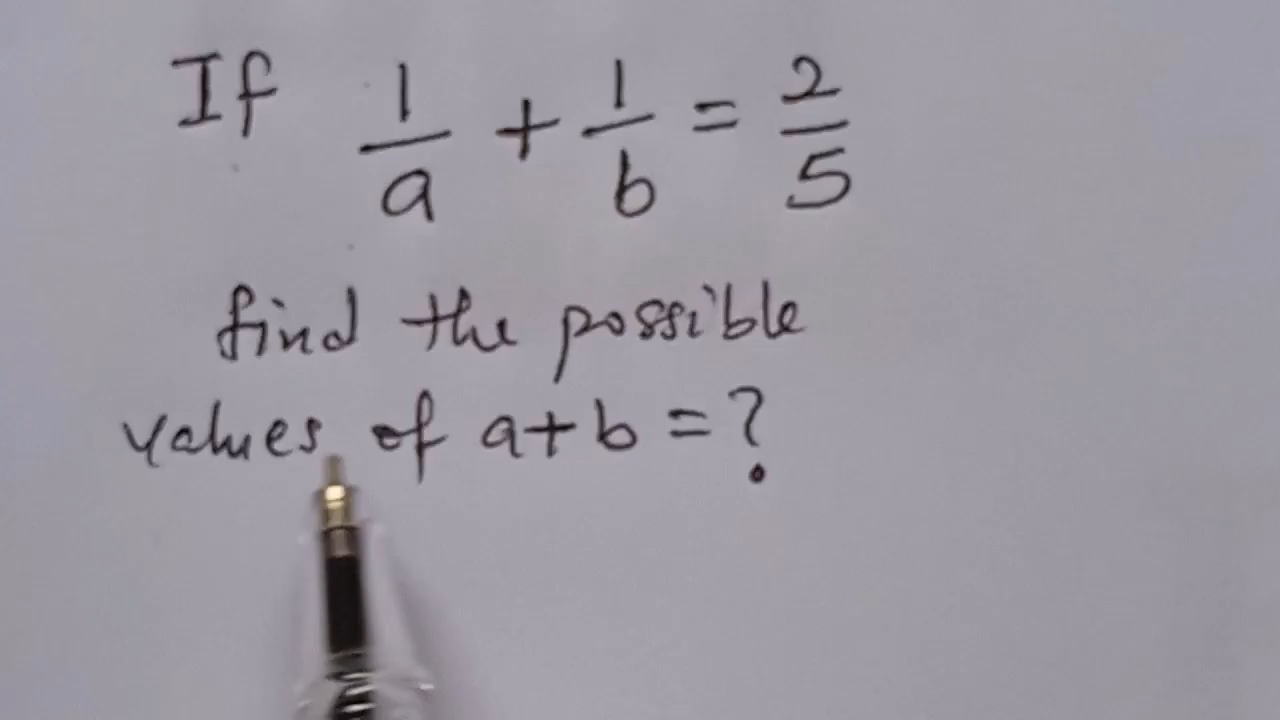 If 1/a + 1/b = 2/5
find the possible
values of a+b = ?